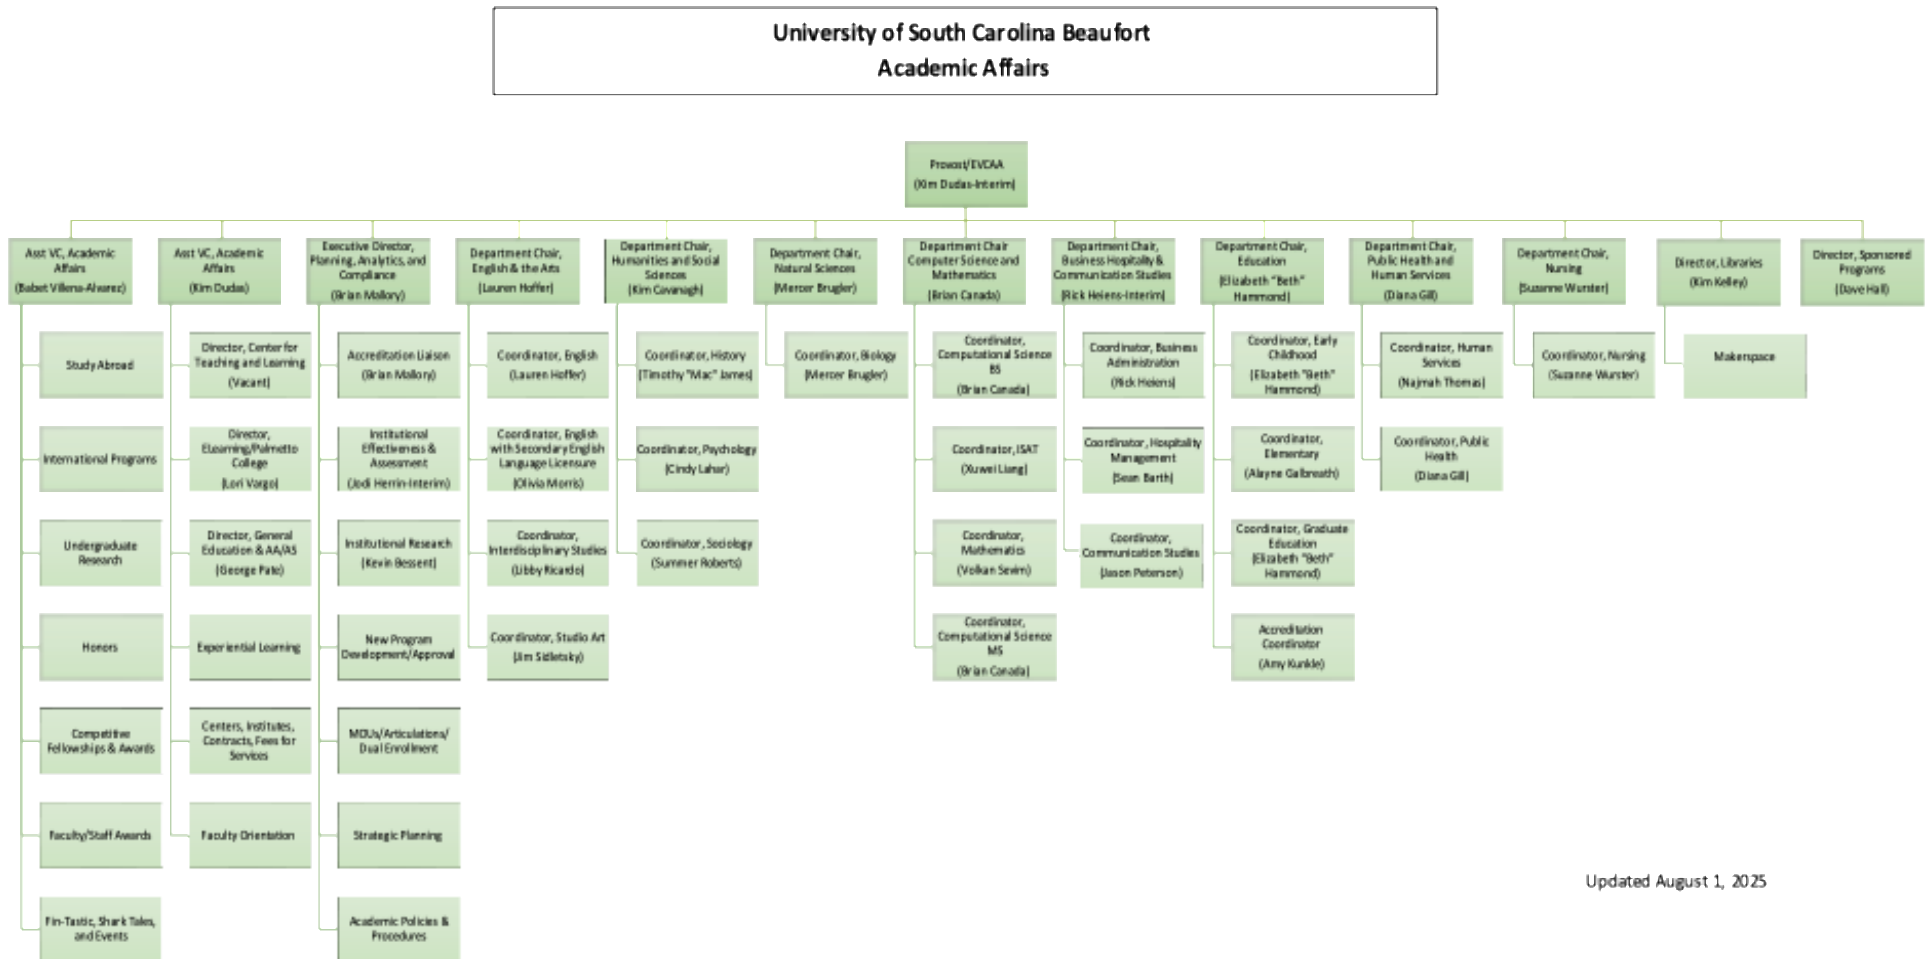 University of South Carolina Beaufort
Academic Affairs
Provost/EVCAA
(Kim Dudas-Interim)
Asst VC, Academic
Affairs
(Babet Villena-Alvarez)
Asst VC, Academic
Affairs
(Kim Dudas)
Executive Director,
Planning, Analytics, and
Compliance
(Brian Mallory)
Department Chair,
English & the Arts
(Lauren Hoffer)
Department Chair,
Humanities and Social
Sciences
(Kim Cavanagh)
Department Chair,
Natural Sciences
(Mercer Brugler)
Department Chair
Computer Science and
Mathematics
(Brian Canada)
Department Chair,
Business Hospitality &
Communication Studies
(Rick Heiens-Interim)
Department Chair,
Education
(Elizabeth "Beth"
Hammond)
Department Chair,
Public Health and
Human Services
(Diana Gill)
Department Chair,
Nursing
(Suzanne Wurster)
Director, Libraries
(Kim Kelley)
Director, Sponsored
Programs
(Dave Hall)
Study Abroad
International Programs
Undergraduate
Research
Honors
Competitive
Fellowships & Awards
Faculty/Staff Awards
Fin-Tastic, Shark Tales,
and Events
Director, Center for
Teaching and Learning
(Vacant)
Director,
ELearning/Palmetto
College
(Lori Vargo)
Director, General
Education & AA/AS
(George Pate)
Experiential Learning
Centers, Institutes,
Contracts, Fees for
Services
Faculty Orientation
Accreditation Liaison
(Brian Mallory)
Institutional
Effectiveness &
Assessment
(Jodi Herrin-Interim)
Institutional Research
(Kevin Bessent)
New Program
Development/Approval
MOUs/Articulations/
Dual Enrollment
Strategic Planning
Academic Policies &
Procedures
Coordinator, English
(Lauren Hoffer)
Coordinator, English
with Secondary English
Language Licensure
(Olivia Morris)
Coordinator,
Interdisciplinary Studies
(Libby Ricardo)
Coordinator, Studio Art
(Jim Sidletsky)
Coordinator, History
(Timothy "Mac" James)
Coordinator, Psychology
(Cindy Lahar)
Coordinator, Sociology
(Summer Roberts)
Coordinator, Biology
(Mercer Brugler)
Coordinator,
Computational Science
BS
(Brian Canada)
Coordinator, ISAT
(Xuwei Liang)
Coordinator,
Mathematics
(Volkan Sevim)
Coordinator,
Computational Science
MS
(Brian Canada)
Coordinator, Business
Administration
(Rick Heiens)
Coordinator, Hospitality
Management
(Sean Barth)
Coordinator,
Communication Studies
(Jason Peterson)
Coordinator, Early
Childhood
(Elizabeth "Beth"
Hammond)
Coordinator,
Elementary
(Alayne Galbreath)
Coordinator, Graduate
Education
(Elizabeth "Beth"
Hammond)
Accreditation
Coordinator
(Amy Kunkle)
Coordinator, Human
Services
(Najmah Thomas)
Coordinator, Public
Health
(Diana Gill)
Coordinator, Nursing
(Suzanne Wurster)
Makerspace
Updated August 1, 2025